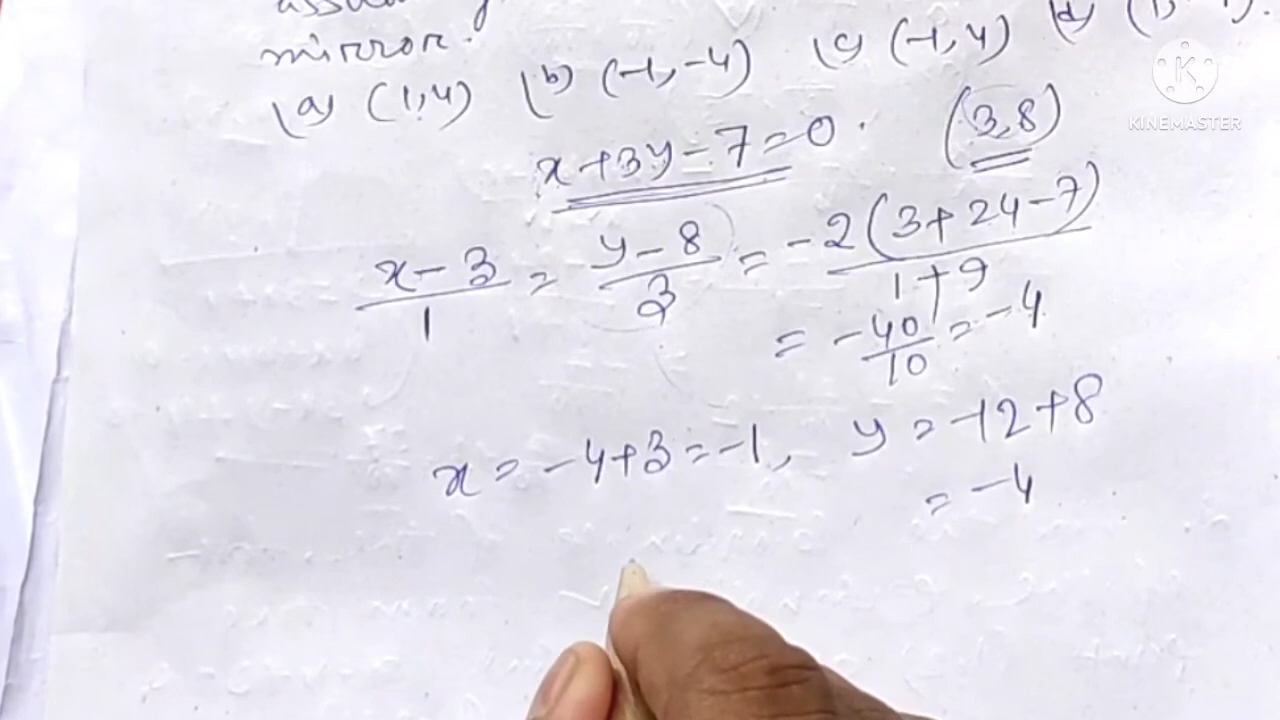 mirror.
(a) (1,4) (b) (-1,-4) (c) (-1,4) (d)
x+3y-7=0. (3,8)
x-3/1 = y-8/3 = -2(3+24-7)/1+9
= -40/10 = -4
x = -4+3 = -1, y = -12+8
= -4
KINEMASTER